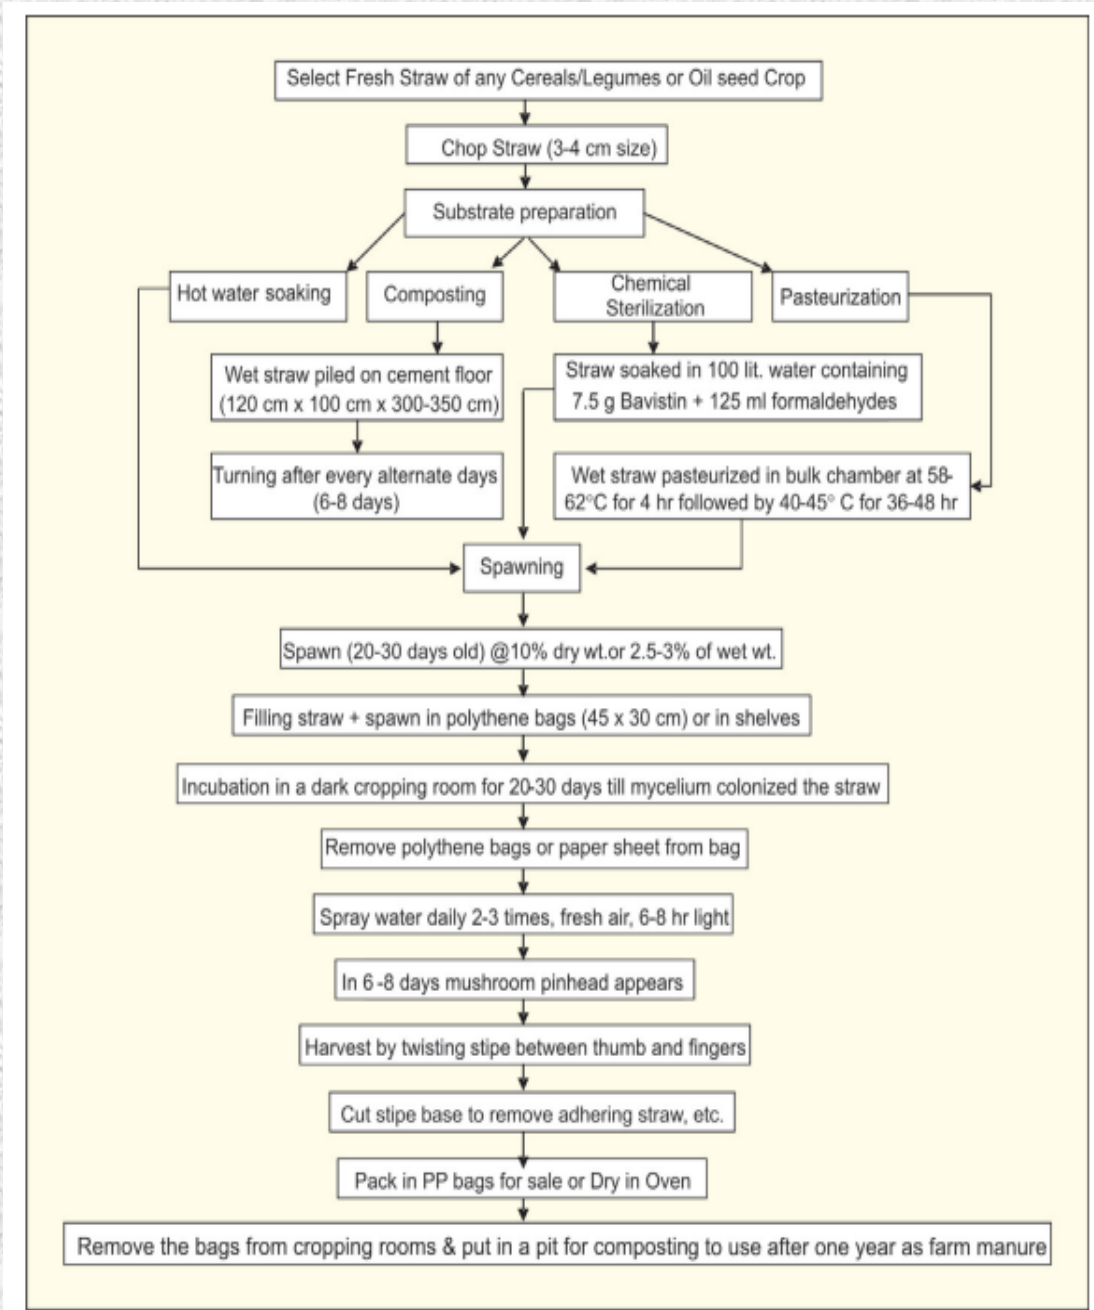 Select Fresh Straw of any Cereals/Legumes or Oil seed Crop
Chop Straw (3-4 cm size)
Substrate preparation
Hot water soaking
Composting
Chemical
Sterilization
Pasteurization
Wet straw piled on cement floor
(120 cm x 100 cm x 300-350 cm)
Straw soaked in 100 lit. water containing
7.5 g Bavistin + 125 ml formaldehydes
Turning after every alternate days
(6-8 days)
Wet straw pasteurized in bulk chamber at 58-
62°C for 4 hr followed by 40-45° C for 36-48 hr
Spawning
Spawn (20-30 days old) @10% dry wt.or 2.5-3% of wet wt.
Filling straw + spawn in polythene bags (45 x 30 cm) or in shelves
Incubation in a dark cropping room for 20-30 days till mycelium colonized the straw
Remove polythene bags or paper sheet from bag
Spray water daily 2-3 times, fresh air, 6-8 hr light
In 6-8 days mushroom pinhead appears
Harvest by twisting stipe between thumb and fingers
Cut stipe base to remove adhering straw, etc.
Pack in PP bags for sale or Dry in Oven
Remove the bags from cropping rooms & put in a pit for composting to use after one year as farm manure